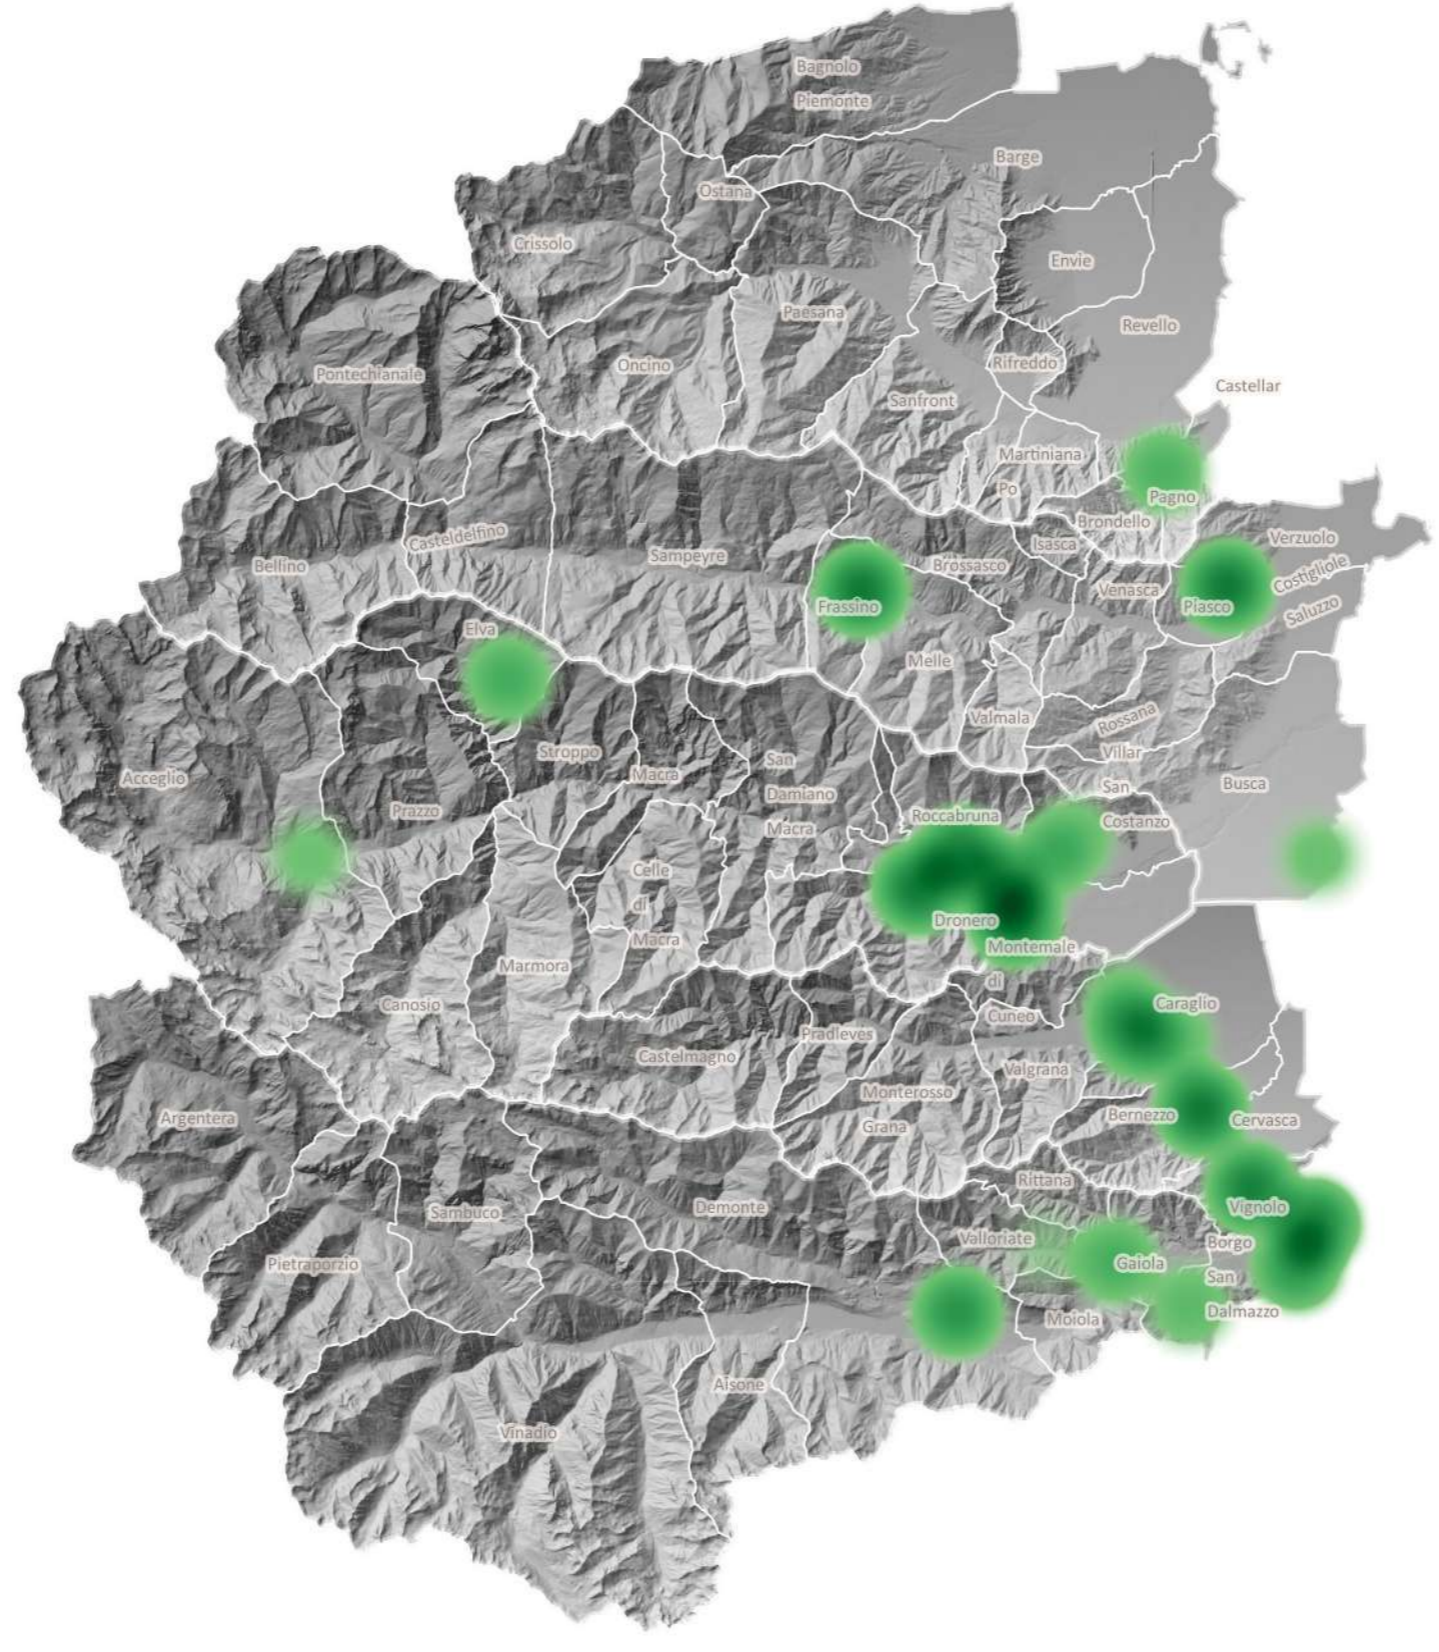 Bagnolo
Piemonte
Barge
Ostana
Crissolo
Envie
Paesana
Revello
Oncino
Rifreddo
Pontechianale
Castellar
Sanfront
Martiniana
Po
Pagno
Brondello
Verzuolo
Casteldelfino
Isasca
Sampeyre
Bellino
Brossasco
Costigliole
Saluzzo
Venasca
Frassino
Piasco
Elva
Melle
Valmala
Rossana
Stroppo
Villar
San
Costanzo
San
Damiano
Macra
Macra
Acceglio
Busca
Prazzo
Roccabruna
Celle
di
Macra
Dronero
Montemale
di
Cuneo
Marmora
Canosio
Caraglio
Pradleves
Castelmagno
Valgrana
Monterosso
Grana
Argentera
Bernezzo
Cervasca
Rittana
Demonte
Sambuco
Vignolo
Valloriate
Borgo
San
Dalmazzo
Pietraporzio
Gaiola
Moiola
Aisone
Vinadio